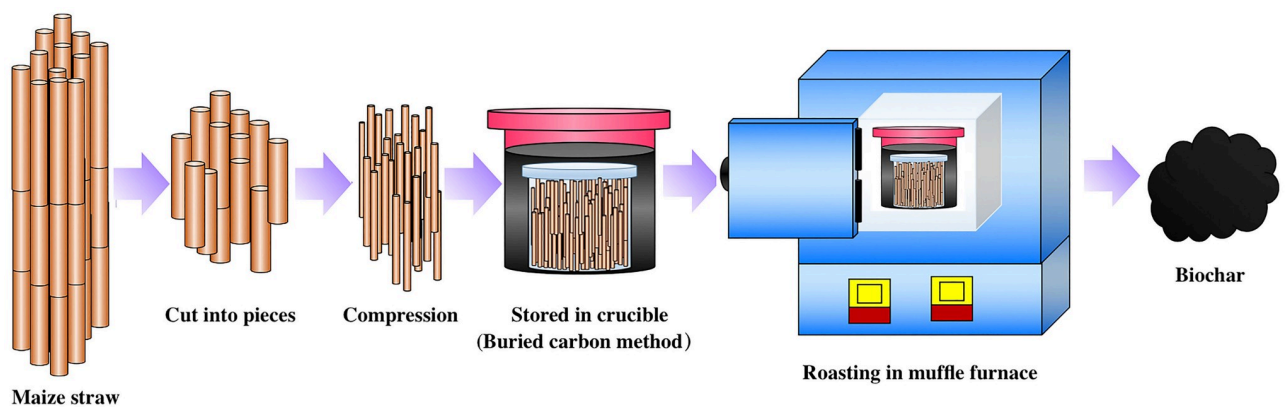 Maize straw
Cut into pieces
Compression
Stored in crucible
(Buried carbon method)
Roasting in muffle furnace
Biochar